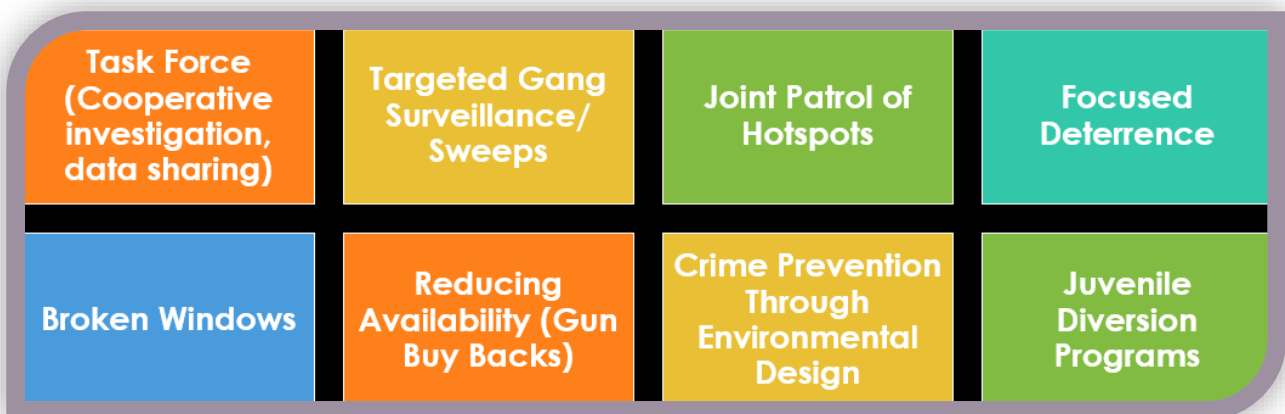 Task Force
(Cooperative
investigation,
data sharing)
Targeted Gang
Surveillance/
Sweeps
Joint Patrol of
Hotspots
Focused
Deterrence
Broken Windows
Reducing
Availability (Gun
Buy Backs)
Crime Prevention
Through
Environmental
Design
Juvenile
Diversion
Programs